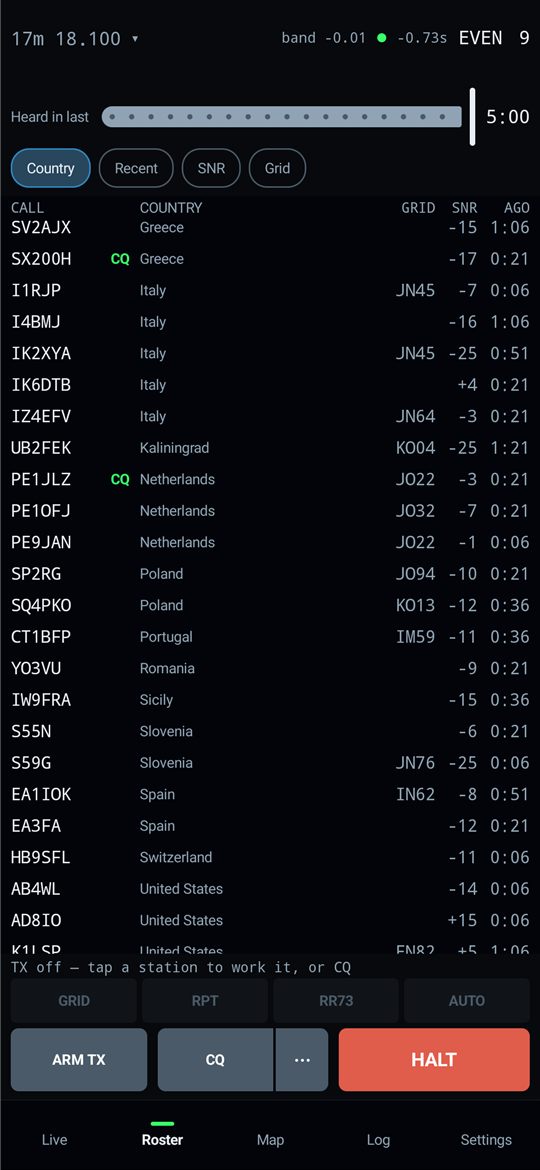 17m 18.100 ▾ band -0.01 ● -0.73s EVEN 9
Heard in last 5:00
Country Recent SNR Grid
CALL COUNTRY GRID SNR AGO
SV2AJX Greece -15 1:06
SX200H CQ Greece -17 0:21
I1RJP Italy JN45 -7 0:06
I4BMJ Italy -16 1:06
IK2XYA Italy JN45 -25 0:51
IK6DTB Italy +4 0:21
IZ4EFV Italy JN64 -3 0:21
UB2FEK Kaliningrad KO04 -25 1:21
PE1JLZ CQ Netherlands JO22 -3 0:21
PE1OFJ Netherlands JO32 -7 0:21
PE9JAN Netherlands JO22 -1 0:06
SP2RG Poland JO94 -10 0:21
SQ4PKO Poland KO13 -12 0:36
CT1BFP Portugal IM59 -11 0:36
YO3VU Romania -9 0:21
IW9FRA Sicily -15 0:36
S55N Slovenia -6 0:21
S59G Slovenia JN76 -25 0:06
EA1IOK Spain IN62 -8 0:51
EA3FA Spain -12 0:21
HB9SFL Switzerland -11 0:06
AB4WL United States -14 0:06
AD8IO United States +15 0:06
K1LSP United States EN82 +5 1:06
TX off — tap a station to work it, or CQ
GRID RPT RR73 AUTO
ARM TX CQ ... HALT
Live Roster Map Log Settings